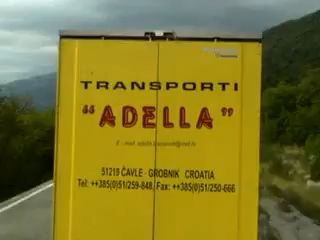 TRANSPORTI
"ADELLA"
51219 ČAVLE - GROBNIK CROATIA
Tel: ++385(0)51/259-848, Fax: ++385(0)51/250-666